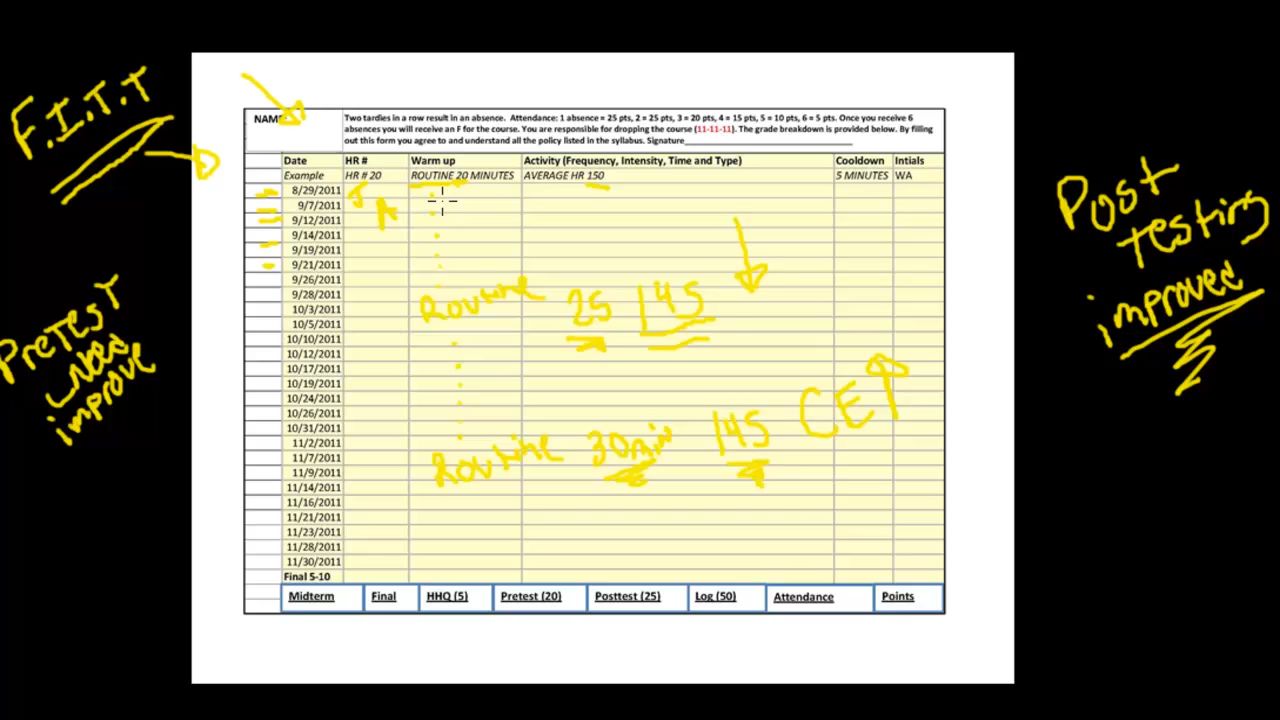 F.I.T.T
PreTEST
need
improve
NAM
Two tardies in a row result in an absence. Attendance: 1 absence = 25 pts, 2 = 25 pts, 3 = 20 pts, 4 = 15 pts, 5 = 10 pts, 6 = 5 pts. Once you receive 6
absences you will receive an F for the course. You are responsible for dropping the course (11-11-11). The grade breakdown is provided below. By filling
out this form you agree to and understand all the policy listed in the syllabus. Signature
Date HR # Warm up Activity (Frequency, Intensity, Time and Type) Cooldown Intials
Example HR # 20 ROUTINE 20 MINUTES AVERAGE HR 150 5 MINUTES WA
8/29/2011
9/7/2011 A
9/12/2011
9/14/2011
9/19/2011
9/21/2011
9/26/2011
9/28/2011
Routine 25 145
10/3/2011
10/5/2011
10/10/2011
10/12/2011
10/17/2011
10/19/2011
10/24/2011
10/26/2011
CE
10/31/2011
11/2/2011
Routine 30min 145
11/7/2011
11/9/2011
11/14/2011
11/16/2011
11/21/2011
11/23/2011
11/28/2011
11/30/2011
Final 5-10
Midterm Final HHQ (5) Pretest (20) Posttest (25) Log (50) Attendance Points
Post
Testing
improved